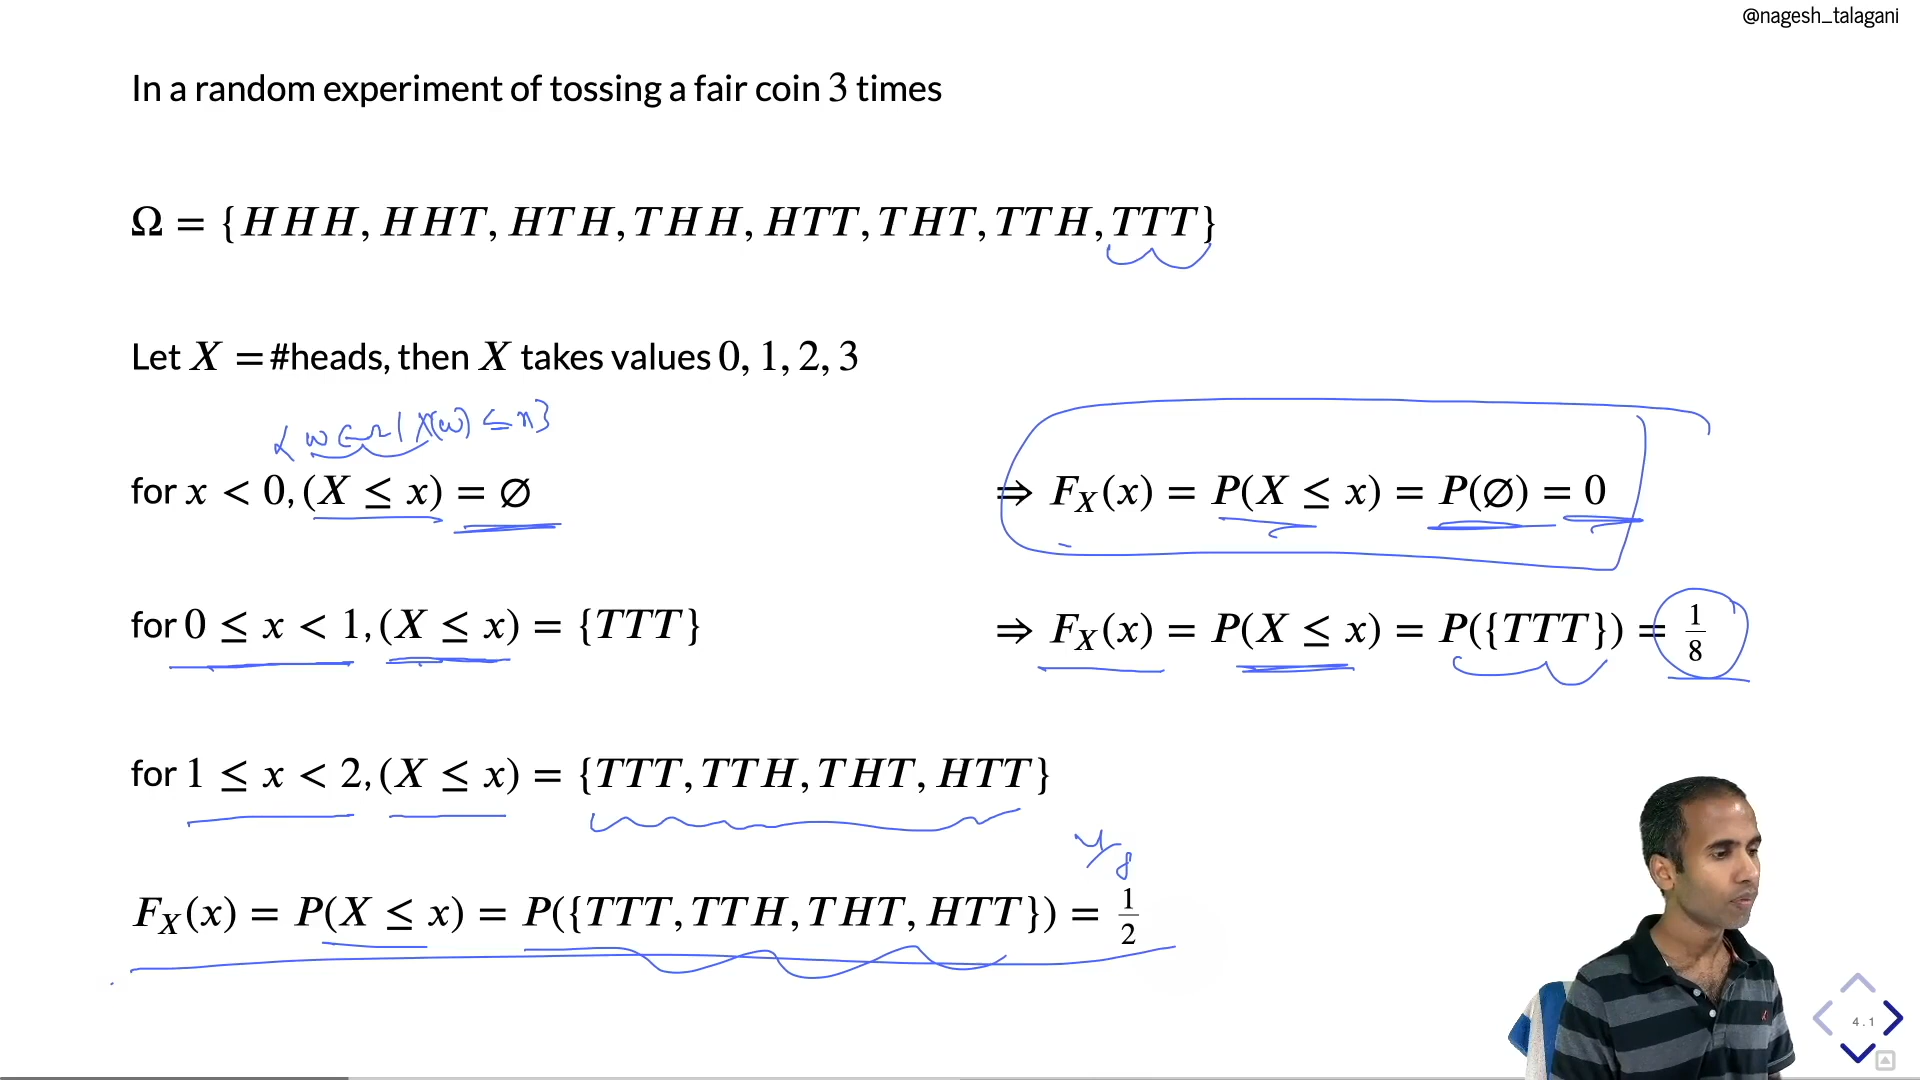 @nagesh_talagani
In a random experiment of tossing a fair coin 3 times
Ω = {HHH, HHT, HTH, THH, HTT, THT, TTH, TTT}
Let X = #heads, then X takes values 0, 1, 2, 3
{ω ∈ Ω | X(ω) ≤ x}
for x < 0, (X ≤ x) = ∅ ⇒ F_X(x) = P(X ≤ x) = P(∅) = 0
for 0 ≤ x < 1, (X ≤ x) = {TTT} ⇒ F_X(x) = P(X ≤ x) = P({TTT}) = 1/8
for 1 ≤ x < 2, (X ≤ x) = {TTT, TTH, THT, HTT}
4/8
F_X(x) = P(X ≤ x) = P({TTT, TTH, THT, HTT}) = 1/2
4.1